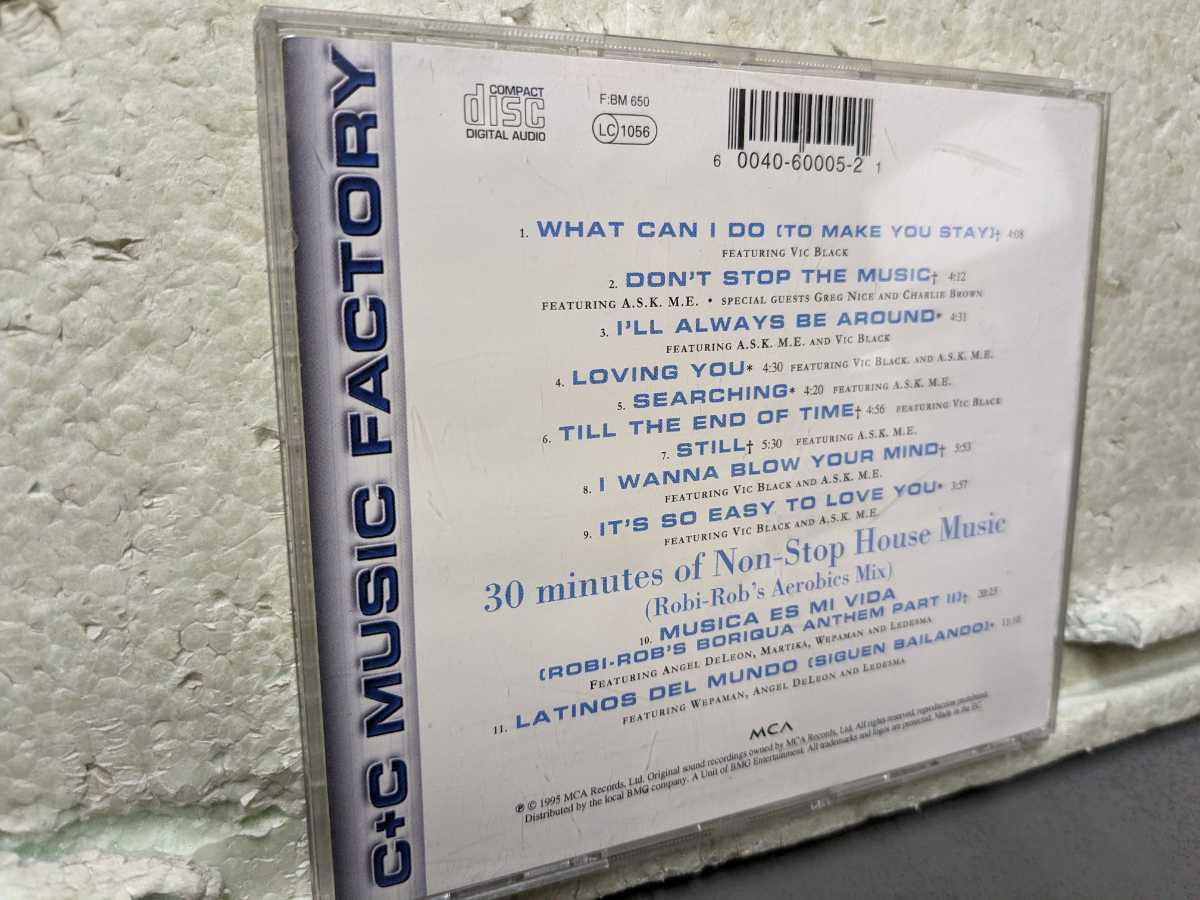 C+C MUSIC FACTORY
COMPACT
disc
DIGITAL AUDIO
F:BM 650
LC 1056
6 0040-60005-2 1
1. WHAT CAN I DO (TO MAKE YOU STAY)† 4:08
FEATURING VIC BLACK
2. DON'T STOP THE MUSIC† 4:12
FEATURING A.S.K. M.E. • SPECIAL GUESTS GREG NICE AND CHARLIE BROWN
3. I'LL ALWAYS BE AROUND* 4:31
FEATURING A.S.K. M.E. AND VIC BLACK
4. LOVING YOU* 4:30 FEATURING VIC BLACK AND A.S.K. M.E.
5. SEARCHING* 4:20 FEATURING A.S.K. M.E.
6. TILL THE END OF TIME† 4:56 FEATURING VIC BLACK
7. STILL† 5:30 FEATURING A.S.K. M.E.
8. I WANNA BLOW YOUR MIND† 5:53
FEATURING VIC BLACK AND A.S.K. M.E.
9. IT'S SO EASY TO LOVE YOU* 3:57
FEATURING VIC BLACK AND A.S.K. M.E.
30 minutes of Non-Stop House Music
(Robi-Rob's Aerobics Mix)
10. MUSICA ES MI VIDA
(ROBI-ROB'S BORIQUA ANTHEM PART II)†
FEATURING ANGEL DELEON, MARTIKA, WEPAMAN AND LEDESMA
11. LATINOS DEL MUNDO (SIGUEN BAILANDO)*
FEATURING WEPAMAN, ANGEL DELEON AND LEDESMA
MCA
℗ © 1995 MCA Records, Ltd. Original sound recordings owned by MCA Records, Ltd. All rights reserved, reproduction prohibited.
Distributed by the local BMG company. A Unit of BMG Entertainment. All trademarks and logos are protected. Made in the EC